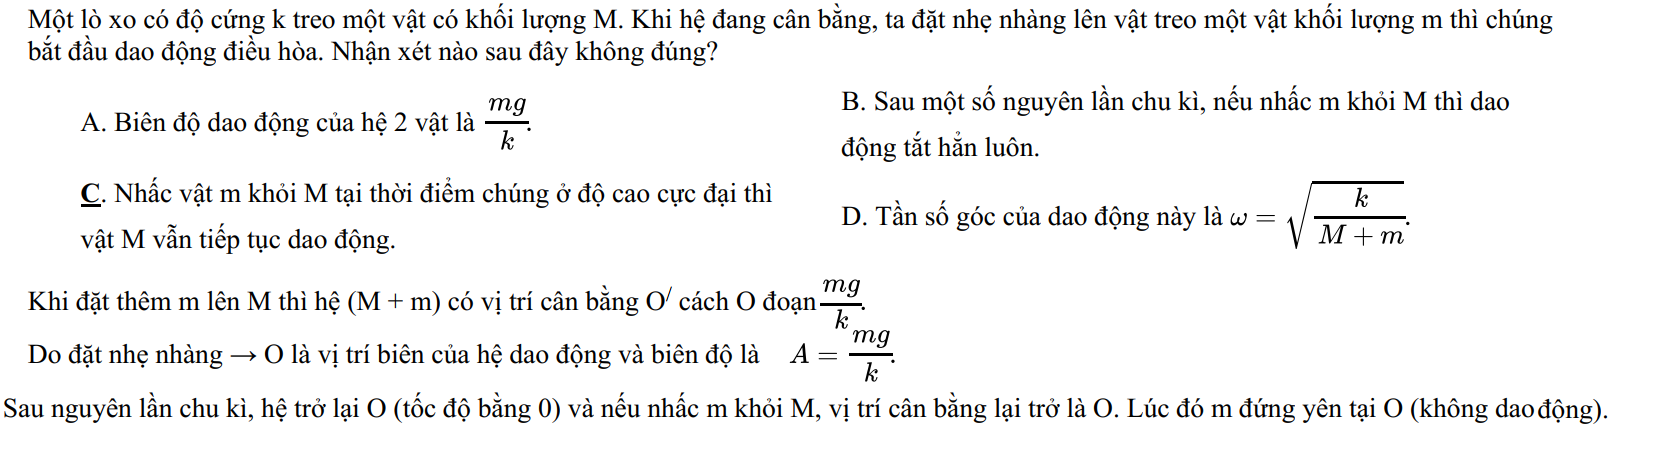 Một lò xo có độ cứng k treo một vật có khối lượng M. Khi hệ đang cân bằng, ta đặt nhẹ nhàng lên vật treo một vật khối lượng m thì chúng
bắt đầu dao động điều hòa. Nhận xét nào sau đây không đúng?
A. Biên độ dao động của hệ 2 vật là $\frac{mg}{k}$.
B. Sau một số nguyên lần chu kì, nếu nhấc m khỏi M thì dao
động tắt hẳn luôn.
C. Nhấc vật m khỏi M tại thời điểm chúng ở độ cao cực đại thì
vật M vẫn tiếp tục dao động.
D. Tần số góc của dao động này là $\omega = \sqrt{\frac{k}{M+m}}$.
Khi đặt thêm m lên M thì hệ (M + m) có vị trí cân bằng O′ cách O đoạn $\frac{mg}{k}$.
Do đặt nhẹ nhàng → O là vị trí biên của hệ dao động và biên độ là $A = \frac{mg}{k}$.
Sau nguyên lần chu kì, hệ trở lại O (tốc độ bằng 0) và nếu nhấc m khỏi M, vị trí cân bằng lại trở là O. Lúc đó m đứng yên tại O (không dao động).